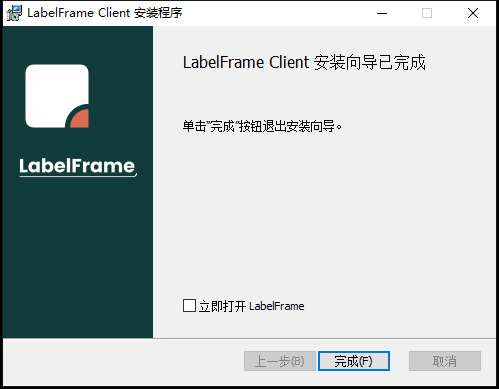 LabelFrame Client 安装程序
LabelFrame Client 安装向导已完成
单击"完成"按钮退出安装向导。
LabelFrame
立即打开 LabelFrame
上一步(B)
完成(F)
取消